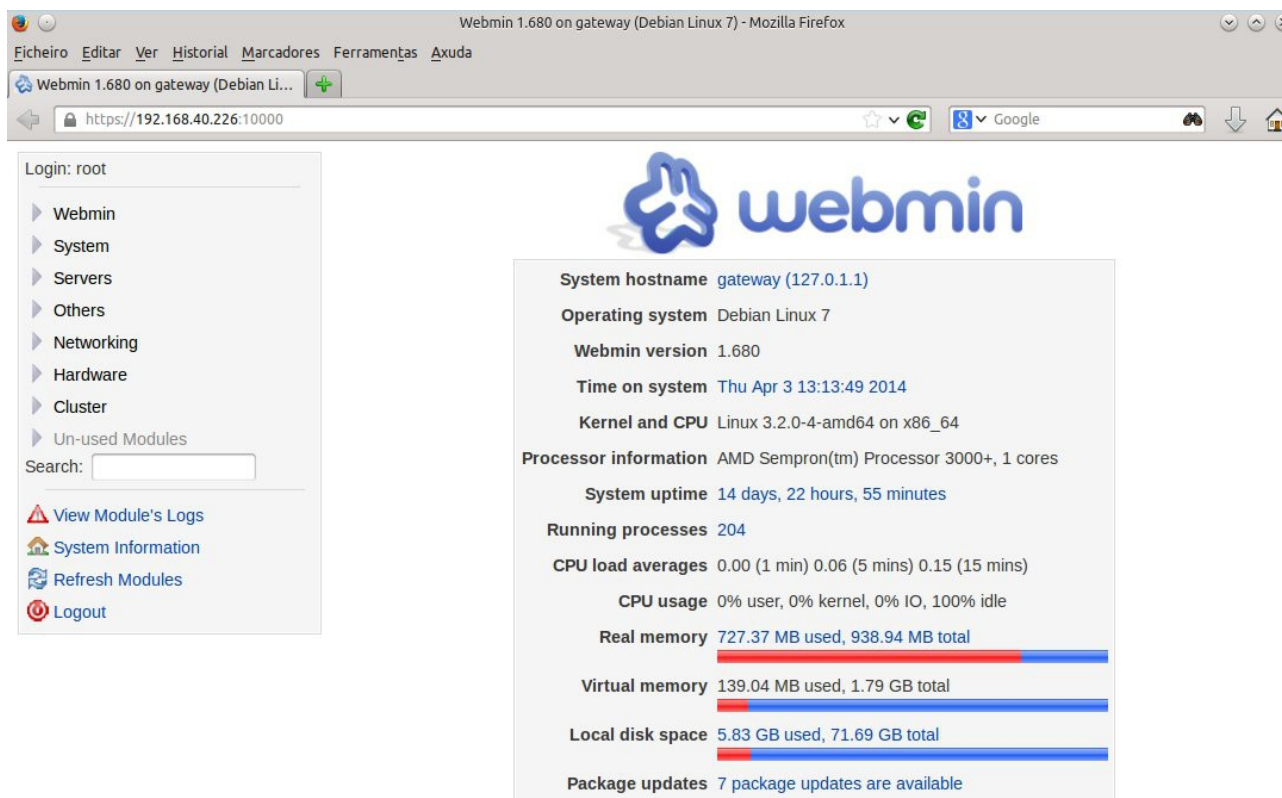 Webmin 1.680 on gateway (Debian Linux 7) - Mozilla Firefox
Ficheiro Editar Ver Historial Marcadores Ferramentas Axuda
Webmin 1.680 on gateway (Debian Li...
https://192.168.40.226:10000
Google
Login: root
Webmin
System
Servers
Others
Networking
Hardware
Cluster
Un-used Modules
Search:
View Module's Logs
System Information
Refresh Modules
Logout
webmin
System hostname gateway (127.0.1.1)
Operating system Debian Linux 7
Webmin version 1.680
Time on system Thu Apr 3 13:13:49 2014
Kernel and CPU Linux 3.2.0-4-amd64 on x86_64
Processor information AMD Sempron(tm) Processor 3000+, 1 cores
System uptime 14 days, 22 hours, 55 minutes
Running processes 204
CPU load averages 0.00 (1 min) 0.06 (5 mins) 0.15 (15 mins)
CPU usage 0% user, 0% kernel, 0% IO, 100% idle
Real memory 727.37 MB used, 938.94 MB total
Virtual memory 139.04 MB used, 1.79 GB total
Local disk space 5.83 GB used, 71.69 GB total
Package updates 7 package updates are available